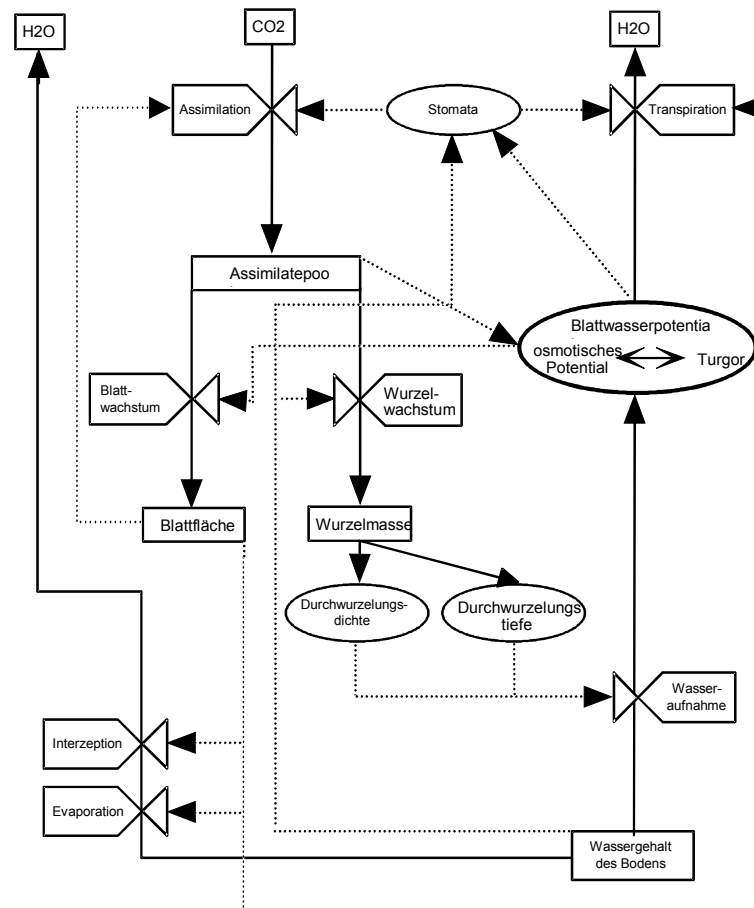 H2O
CO2
H2O
Assimilation
Stomata
Transpiration
Assimilatepoo
Blattwasserpotentia
osmotisches
Potential
Turgor
Blatt-
wachstum
Wurzel-
wachstum
Blattfläche
Wurzelmasse
Durchwurzelungs-
dichte
Durchwurzelungs
tiefe
Wasser-
aufnahme
Interzeption
Evaporation
Wassergehalt
des Bodens